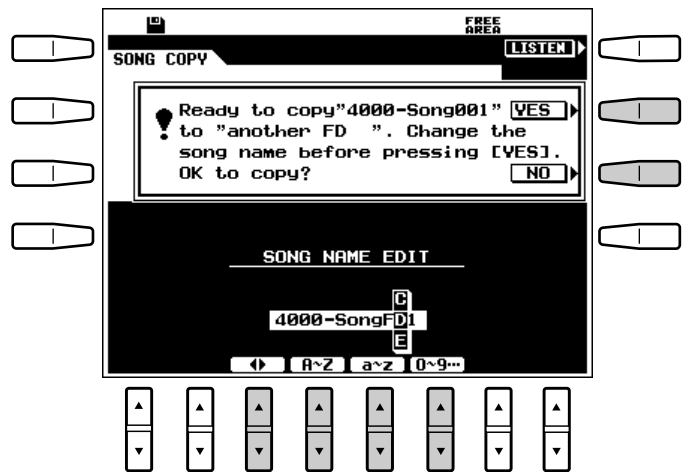 FREE
AREA
LISTEN
SONG COPY
Ready to copy"4000-Song001" YES
to "another FD  ". Change the
song name before pressing [YES].
OK to copy? NO
SONG NAME EDIT
C
4000-SongFD1
E
A~Z a~z 0~9…